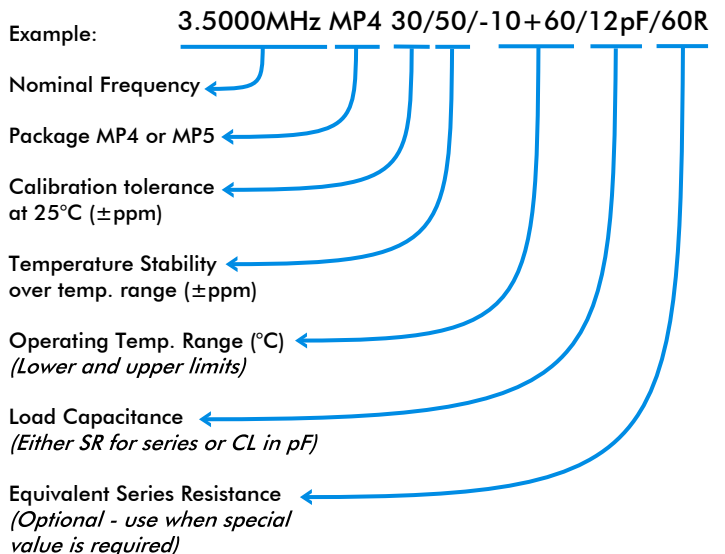 Example: 3.5000MHz MP4 30/50/-10+60/12pF/60R
Nominal Frequency
Package MP4 or MP5
Calibration tolerance
at 25°C (±ppm)
Temperature Stability
over temp. range (±ppm)
Operating Temp. Range (°C)
(Lower and upper limits)
Load Capacitance
(Either SR for series or CL in pF)
Equivalent Series Resistance
(Optional - use when special
value is required)